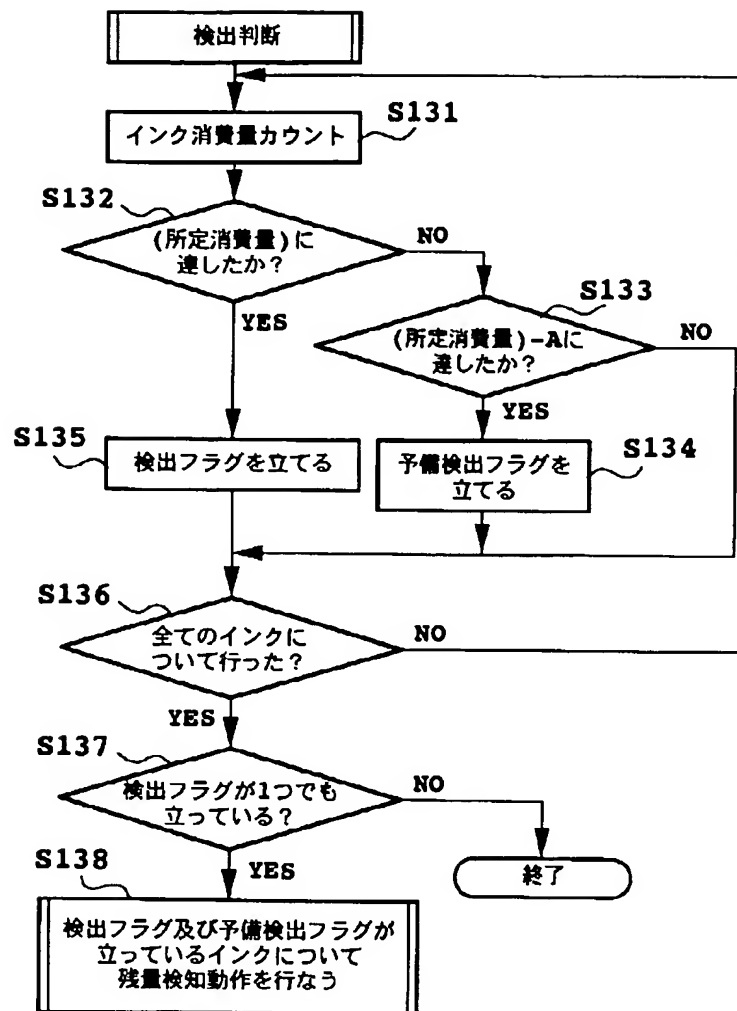 検出判断
S131
インク消費量カウント
S132
(所定消費量)に
達したか?
NO
YES
S133
(所定消費量)-Aに
達したか?
NO
YES
S135
検出フラグを立てる
S134
予備検出フラグを
立てる
S136
全てのインクに
ついて行った?
NO
YES
S137
検出フラグが1つでも
立っている?
NO
YES
終了
S138
検出フラグ及び予備検出フラグが
立っているインクについて
残量検知動作を行なう